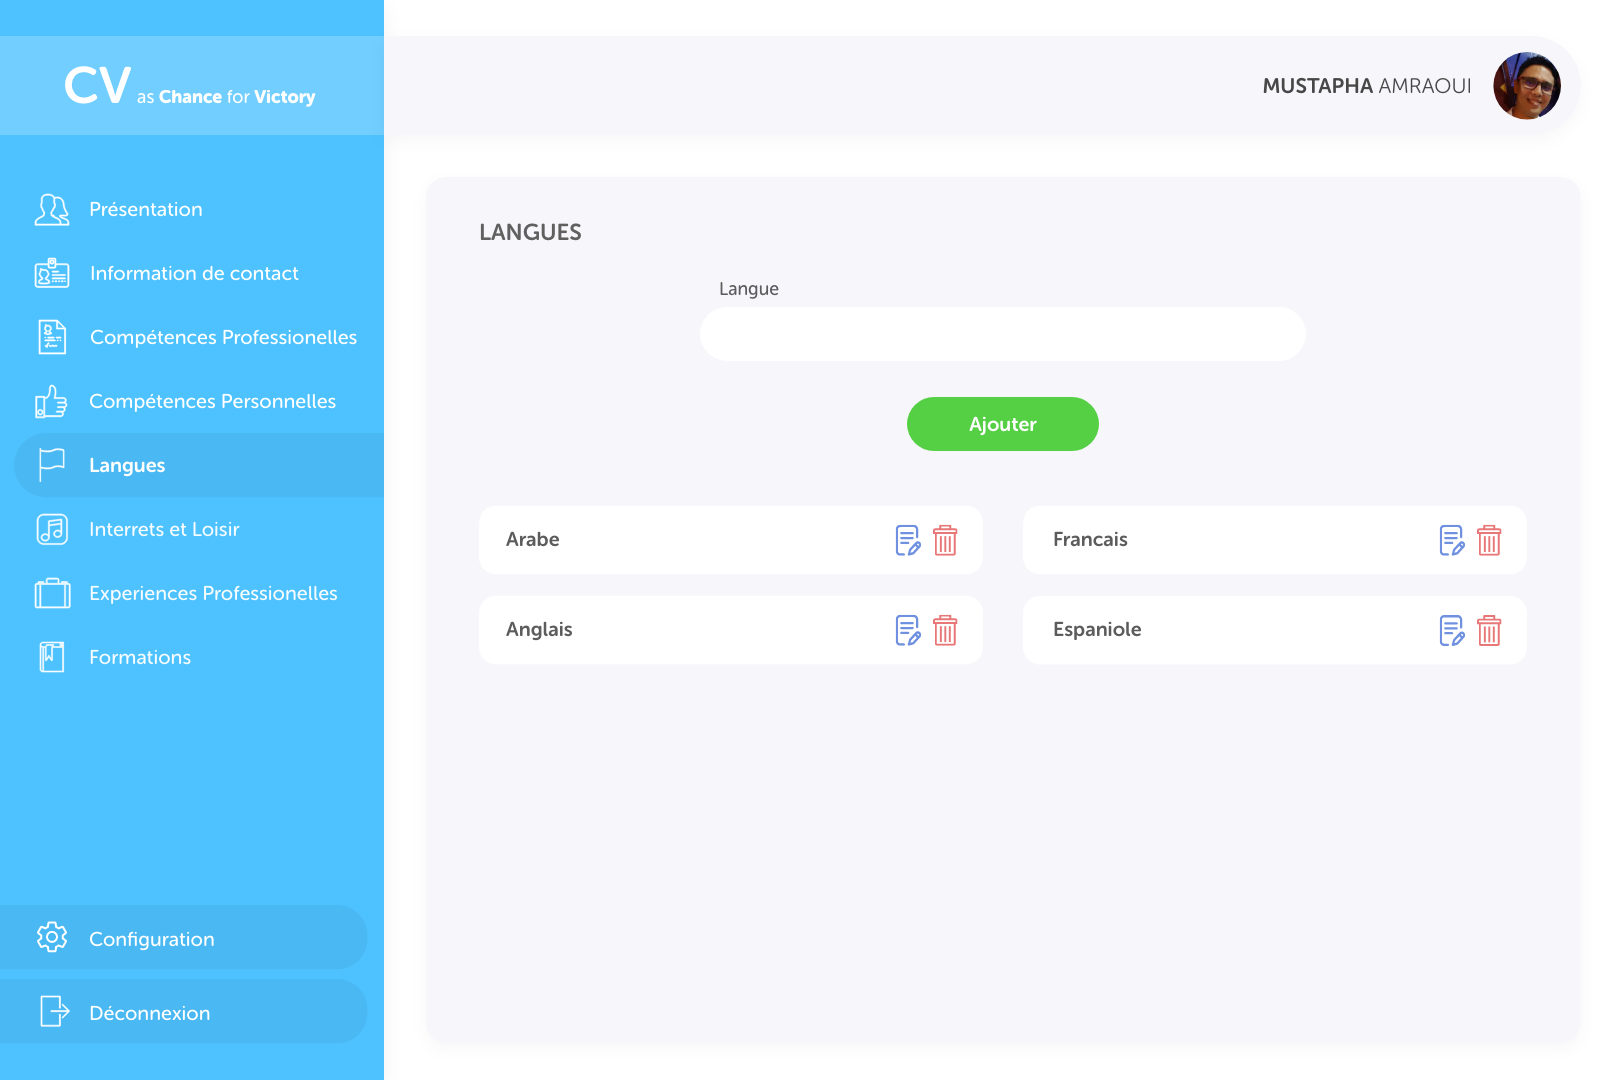 CV as Chance for Victory
MUSTAPHA AMRAOUI
Présentation
Information de contact
Compétences Professionelles
Compétences Personnelles
Langues
Interrets et Loisir
Experiences Professionelles
Formations
Configuration
Déconnexion
LANGUES
Langue
Ajouter
Arabe
Francais
Anglais
Espaniole